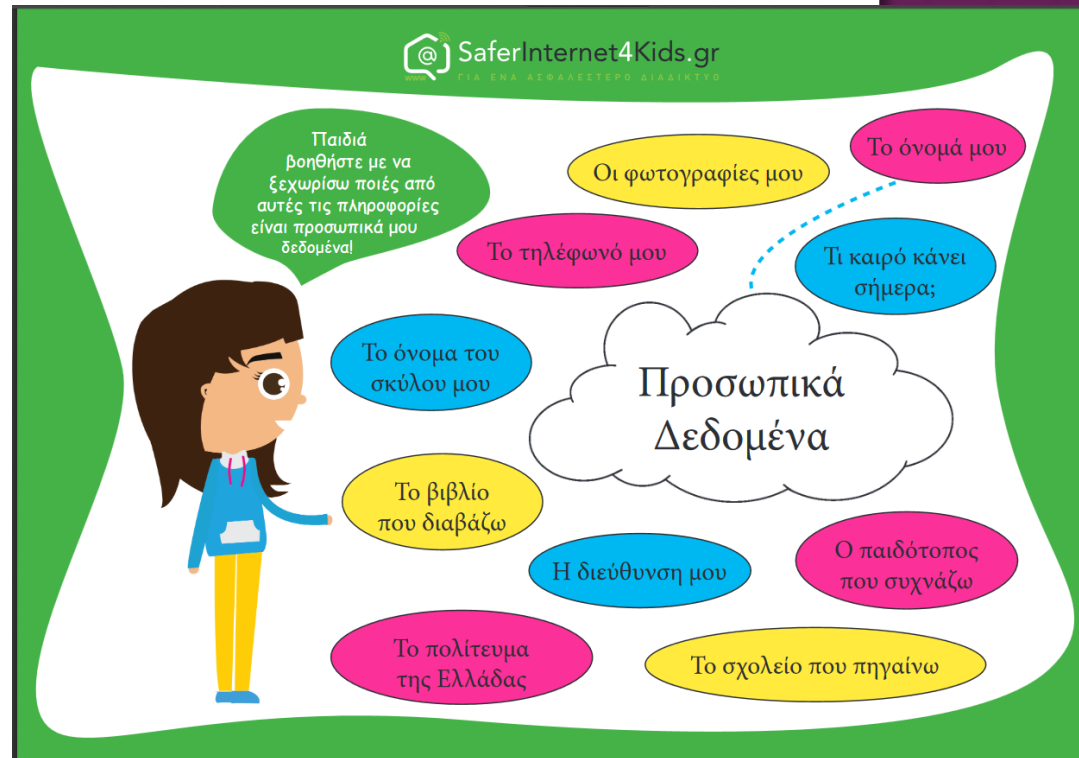 SaferInternet4Kids.gr
www
ΓΙΑ ΕΝΑ ΑΣΦΑΛΕΣΤΕΡΟ ΔΙΑΔΙΚΤΥΟ
Παιδιά
βοηθήστε με να
ξεχωρίσω ποιές από
αυτές τις πληροφορίες
είναι προσωπικά μου
δεδομένα!
Οι φωτογραφίες μου
Το όνομά μου
Το τηλέφωνό μου
Τι καιρό κάνει
σήμερα;
Το όνομα του
σκύλου μου
Προσωπικά
Δεδομένα
Το βιβλίο
που διαβάζω
Η διεύθυνση μου
Ο παιδότοπος
που συχνάζω
Το πολίτευμα
της Ελλάδας
Το σχολείο που πηγαίνω